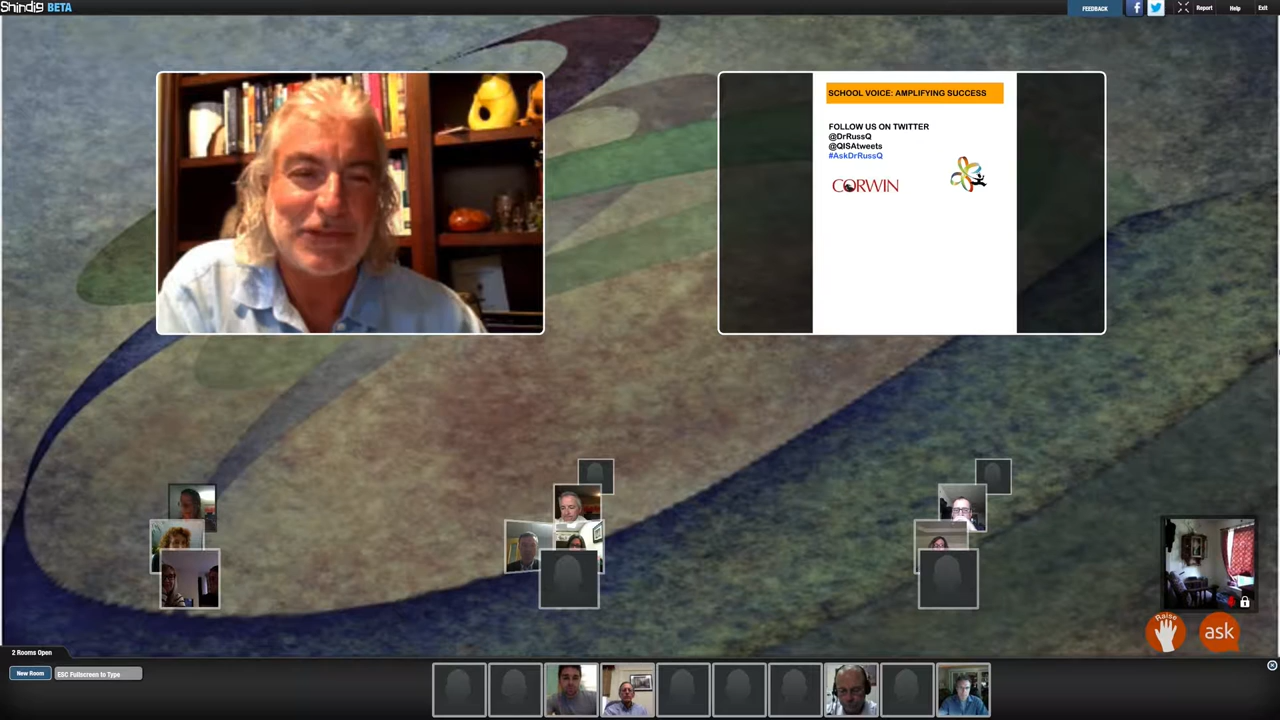 Shindig BETA
FEEDBACK
Report
Help
Exit
SCHOOL VOICE: AMPLIFYING SUCCESS
FOLLOW US ON TWITTER
@DrRussQ
@QISAtweets
#AskDrRussQ
CORWIN
Raise
ask
2 Rooms Open
New Room
ESC Fullscreen to Type